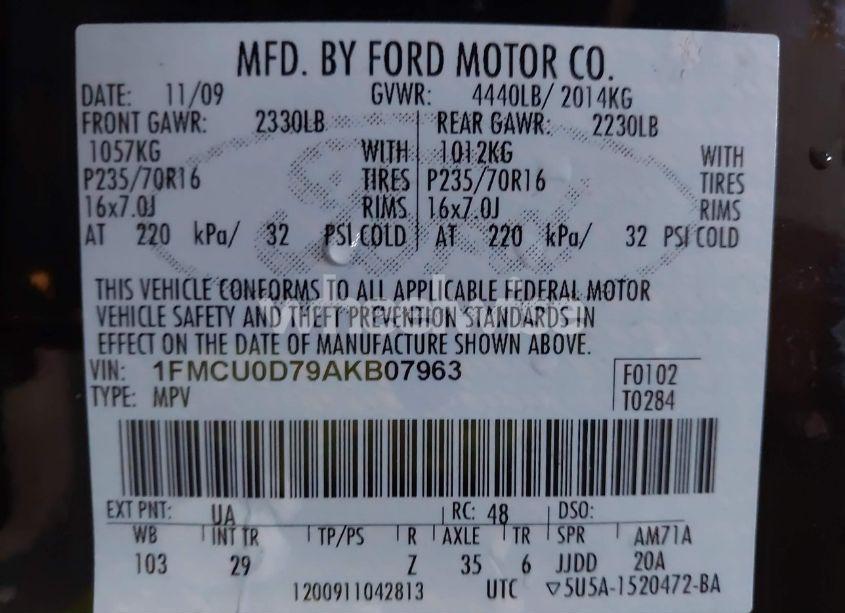 MFD. BY FORD MOTOR CO.
DATE: 11/09 GVWR: 4440LB/ 2014KG
FRONT GAWR: 2330LB REAR GAWR: 2230LB
1057KG WITH 1012KG WITH
P235/70R16 TIRES P235/70R16 TIRES
16x7.0J RIMS 16x7.0J RIMS
AT 220 kPa/ 32 PSI COLD AT 220 kPa/ 32 PSI COLD
THIS VEHICLE CONFORMS TO ALL APPLICABLE FEDERAL MOTOR
VEHICLE SAFETY AND THEFT PREVENTION STANDARDS IN
EFFECT ON THE DATE OF MANUFACTURE SHOWN ABOVE.
VIN: 1FMCU0D79AKB07963 F0102
TYPE: MPV T0284
EXT PNT: UA RC: 48 DSO:
WB INT TR TP/PS R AXLE TR SPR AM71A
103 29 Z 35 6 JJDD 20A
1200911042813 UTC ▽5U5A-1520472-BA